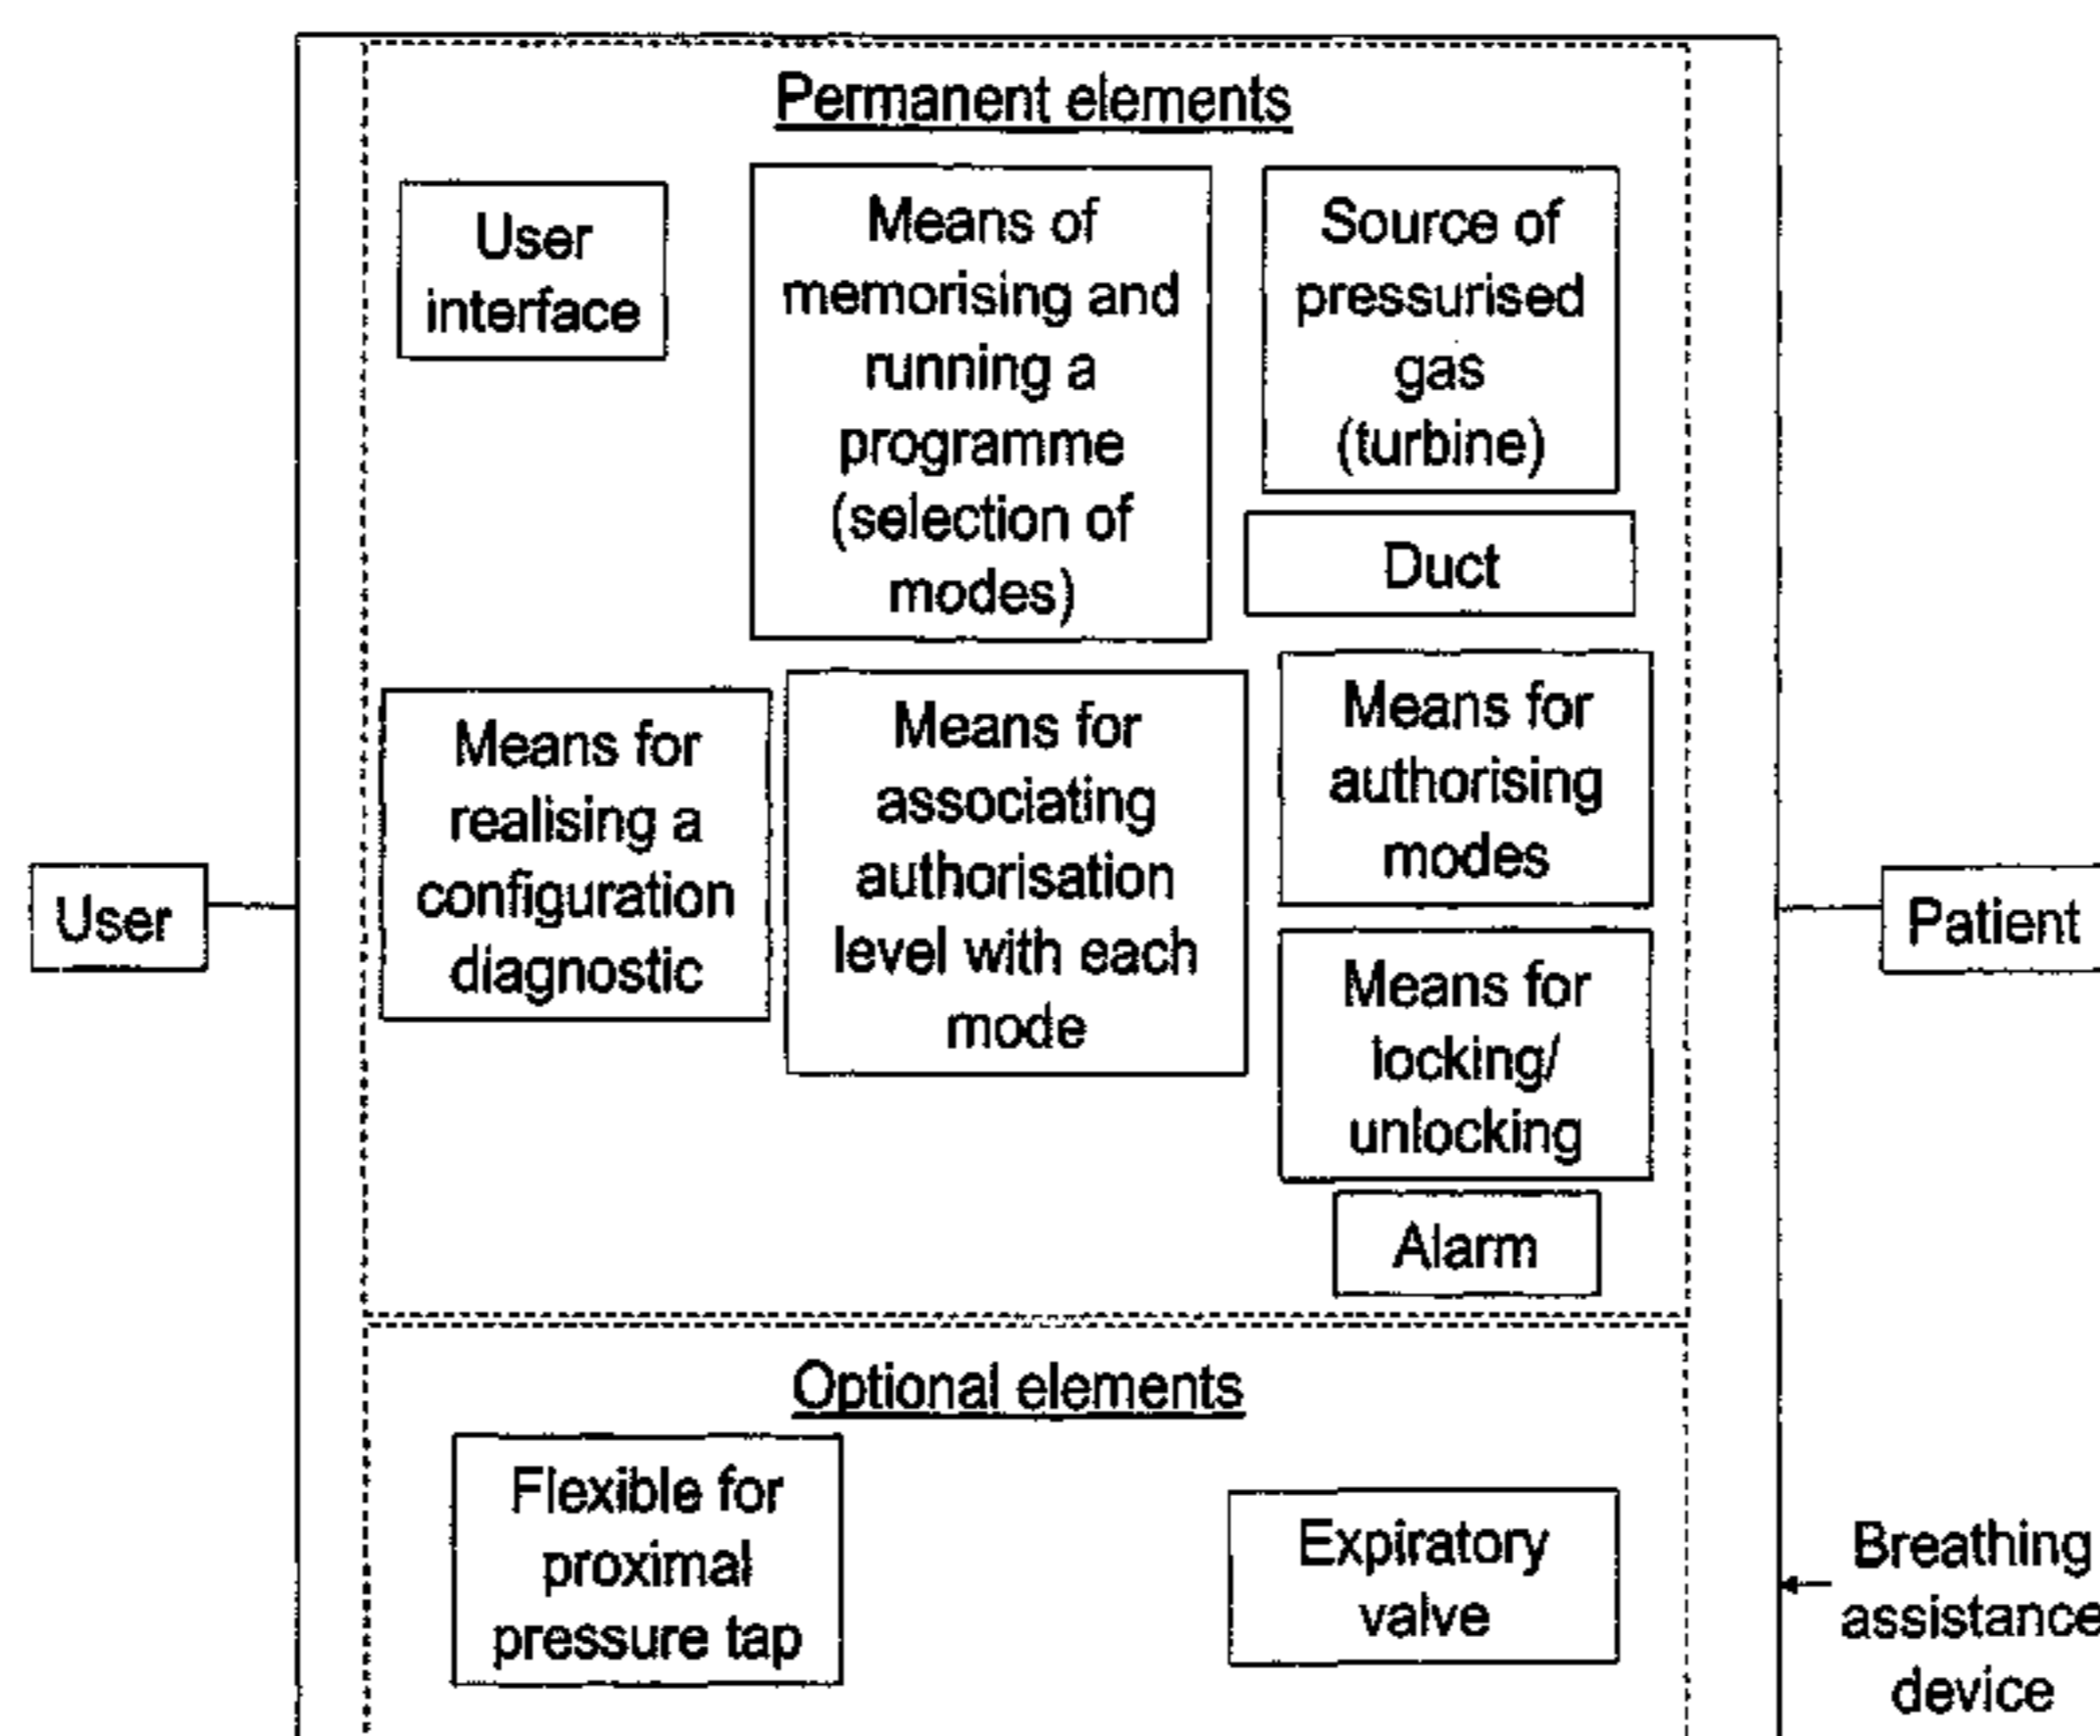 Permanent elements
User
interface
Means of
memorising and
running a
programme
(selection of
modes)
Source of
pressurised
gas
(turbine)
Duct
Means for
realising a
configuration
diagnostic
Means for
associating
authorisation
level with each
mode
Means for
authorising
modes
Means for
locking/
unlocking
Alarm
User
Patient
Optional elements
Flexible for
proximal
pressure tap
Expiratory
valve
Breathing
assistance
device